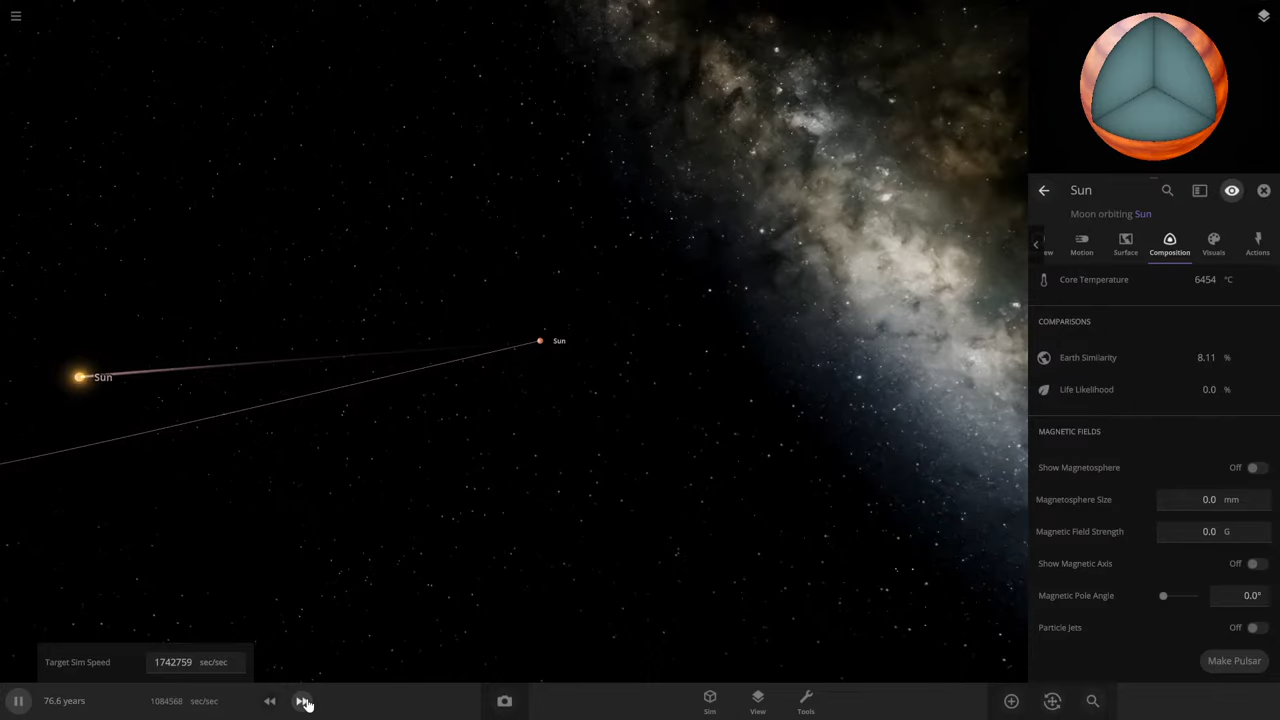 Sun
Moon orbiting Sun
ew Motion Surface Composition Visuals Actions
Core Temperature 6454 °C
COMPARISONS
Earth Similarity 8.11 %
Life Likelihood 0.0 %
MAGNETIC FIELDS
Show Magnetosphere Off
Magnetosphere Size 0.0 mm
Magnetic Field Strength 0.0 G
Show Magnetic Axis Off
Magnetic Pole Angle 0.0°
Particle Jets Off
Make Pulsar
Sun
Sun
Target Sim Speed 1742759 sec/sec
76.6 years 1084568 sec/sec
Sim View Tools